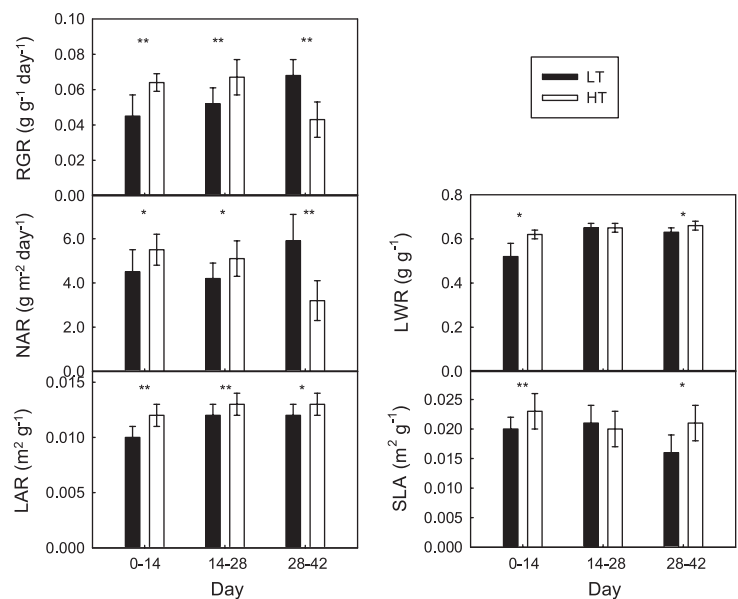 0.10
0.08
0.06
0.04
0.02
0.00
RGR (g g-1 day-1)
** ** **
LT
HT
6.0
4.0
2.0
0.0
NAR (g m-2 day-1)
* * **
0.8
0.6
0.4
0.2
0.0
LWR (g g-1)
* *
0.015
0.010
0.005
0.000
LAR (m2 g-1)
** ** *
0-14 14-28 28-42
Day
0.025
0.020
0.015
0.010
0.005
0.000
SLA (m2 g-1)
** *
0-14 14-28 28-42
Day